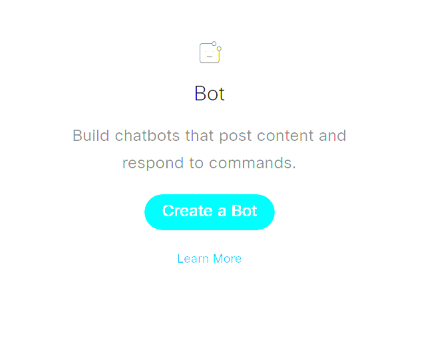 Bot
Build chatbots that post content and
respond to commands.
Create a Bot
Learn More